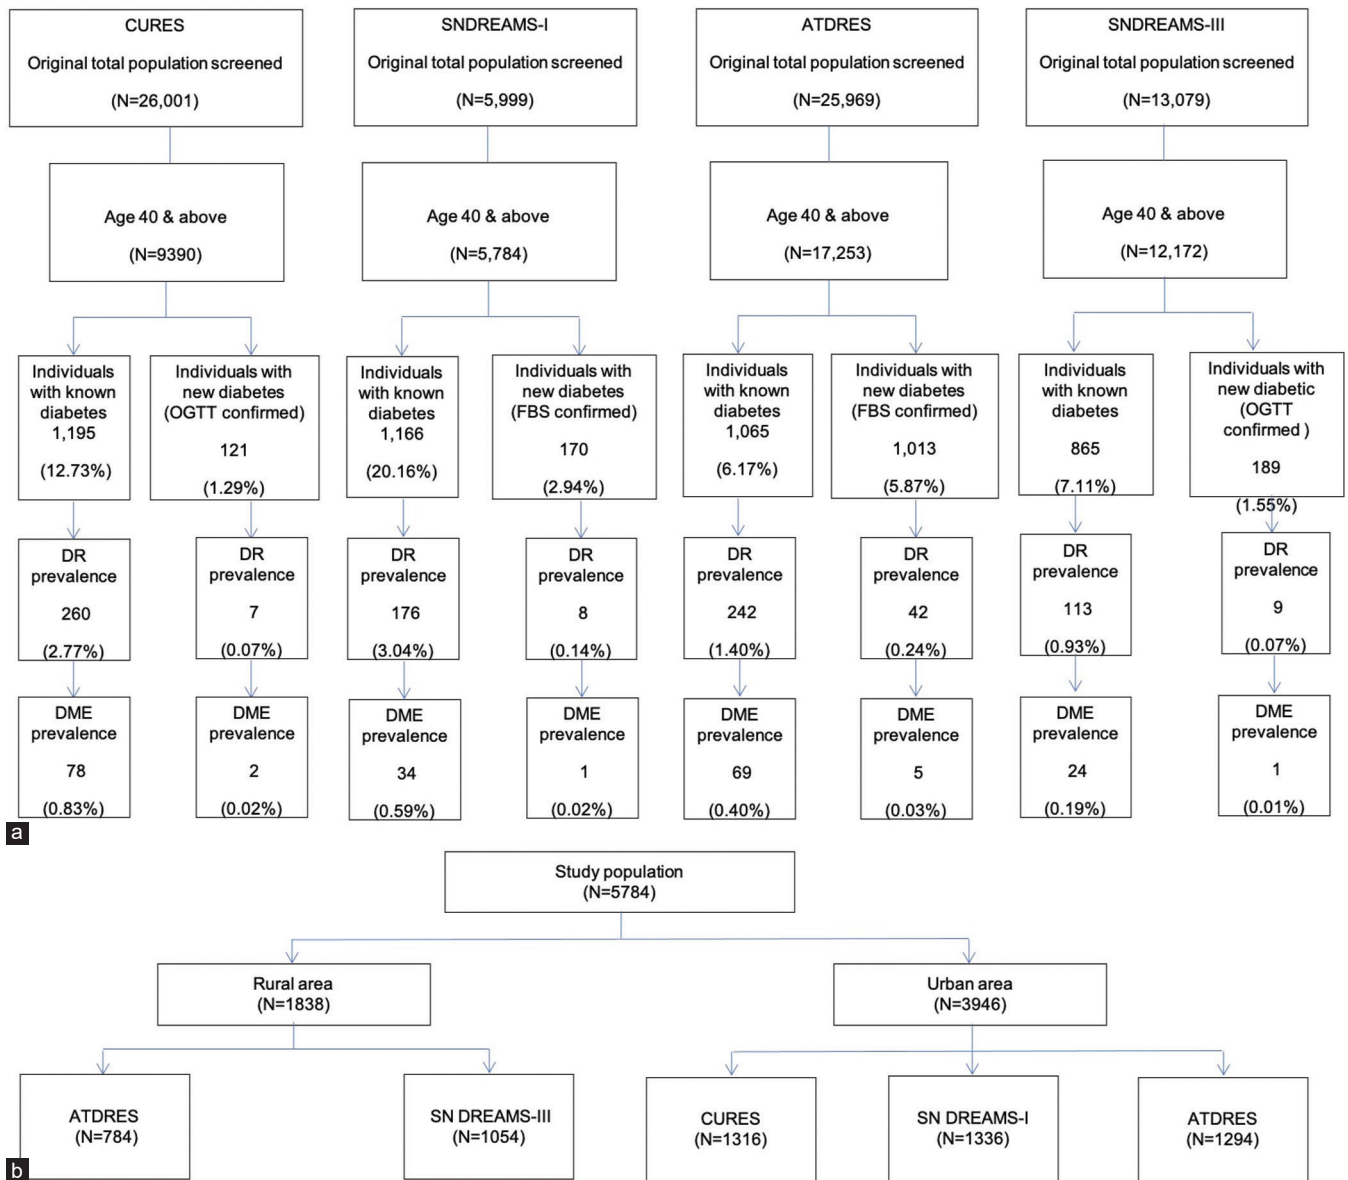 CURES
Original total population screened
(N=26,001)
SNDREAMS-I
Original total population screened
(N=5,999)
ATDRES
Original total population screened
(N=25,969)
SNDREAMS-III
Original total population screened
(N=13,079)
Age 40 & above
(N=9390)
Age 40 & above
(N=5,784)
Age 40 & above
(N=17,253)
Age 40 & above
(N=12,172)
Individuals
with known
diabetes
1,195
(12.73%)
Individuals with
new diabetes
(OGTT confirmed)
121
(1.29%)
Individuals
with known
diabetes
1,166
(20.16%)
Individuals with
new diabetes
(FBS confirmed)
170
(2.94%)
Individuals
with known
diabetes
1,065
(6.17%)
Individuals with
new diabetes
(FBS confirmed)
1,013
(5.87%)
Individuals
with known
diabetes
865
(7.11%)
Individuals with
new diabetic
(OGTT
confirmed )
189
(1.55%)
DR
prevalence
260
(2.77%)
DR
prevalence
7
(0.07%)
DR
prevalence
176
(3.04%)
DR
prevalence
8
(0.14%)
DR
prevalence
242
(1.40%)
DR
prevalence
42
(0.24%)
DR
prevalence
113
(0.93%)
DR
prevalence
9
(0.07%)
DME
prevalence
78
(0.83%)
DME
prevalence
2
(0.02%)
DME
prevalence
34
(0.59%)
DME
prevalence
1
(0.02%)
DME
prevalence
69
(0.40%)
DME
prevalence
5
(0.03%)
DME
prevalence
24
(0.19%)
DME
prevalence
1
(0.01%)
a
Study population
(N=5784)
Rural area
(N=1838)
Urban area
(N=3946)
ATDRES
(N=784)
SN DREAMS-III
(N=1054)
CURES
(N=1316)
SN DREAMS-I
(N=1336)
ATDRES
(N=1294)
b